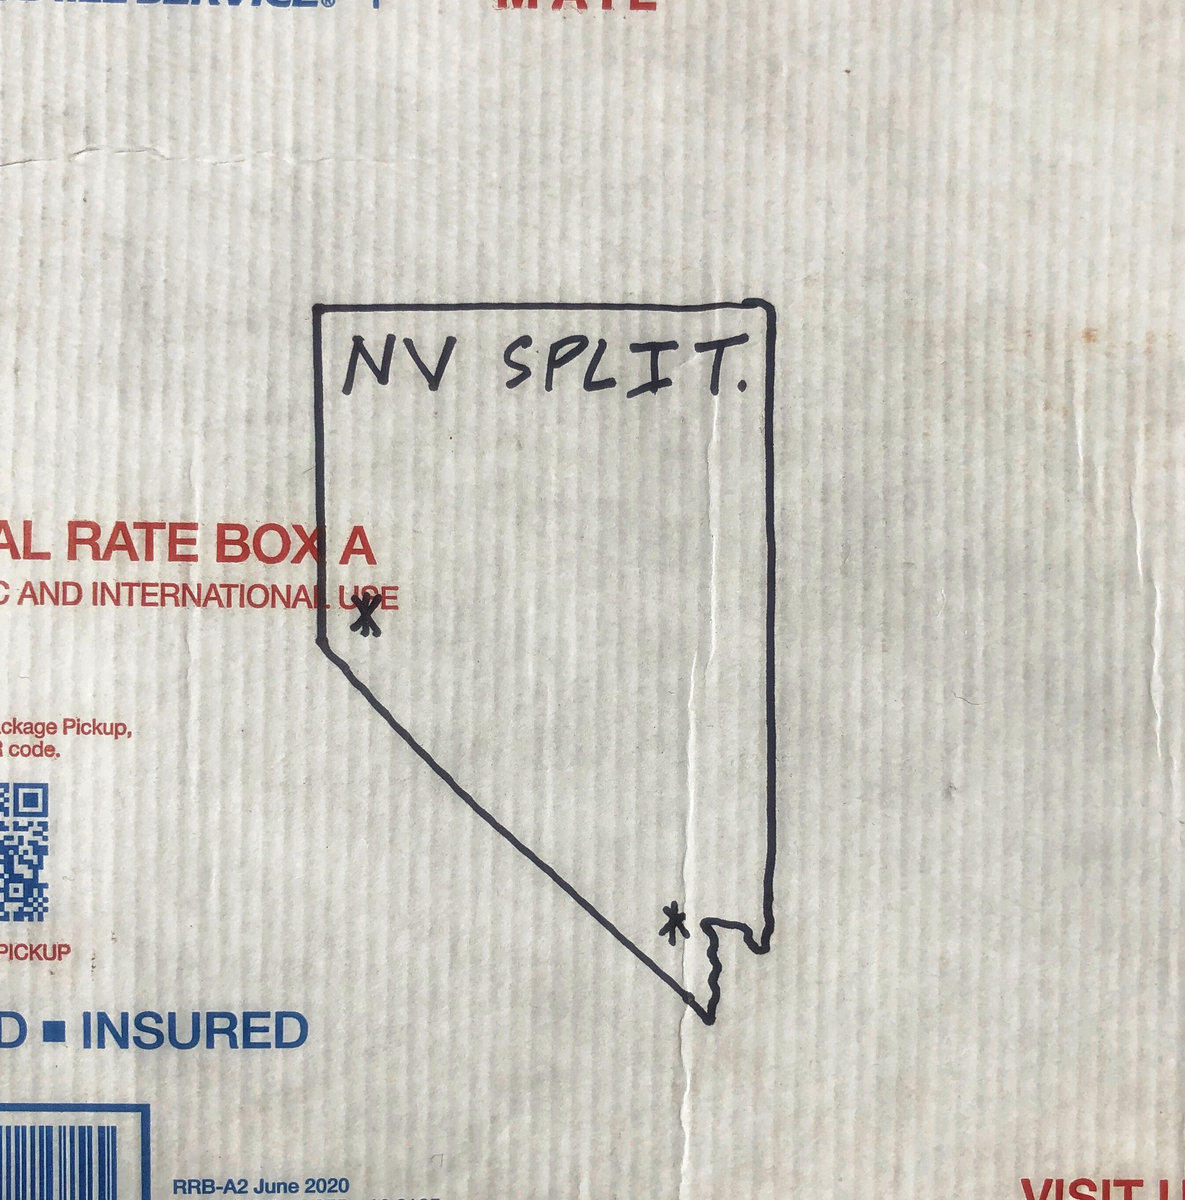 NV SPLIT.
AL RATE BOX A
C AND INTERNATIONAL USE
*
ckage Pickup,
code.
*
PICKUP
D ■ INSURED
RRB-A2 June 2020
VISIT